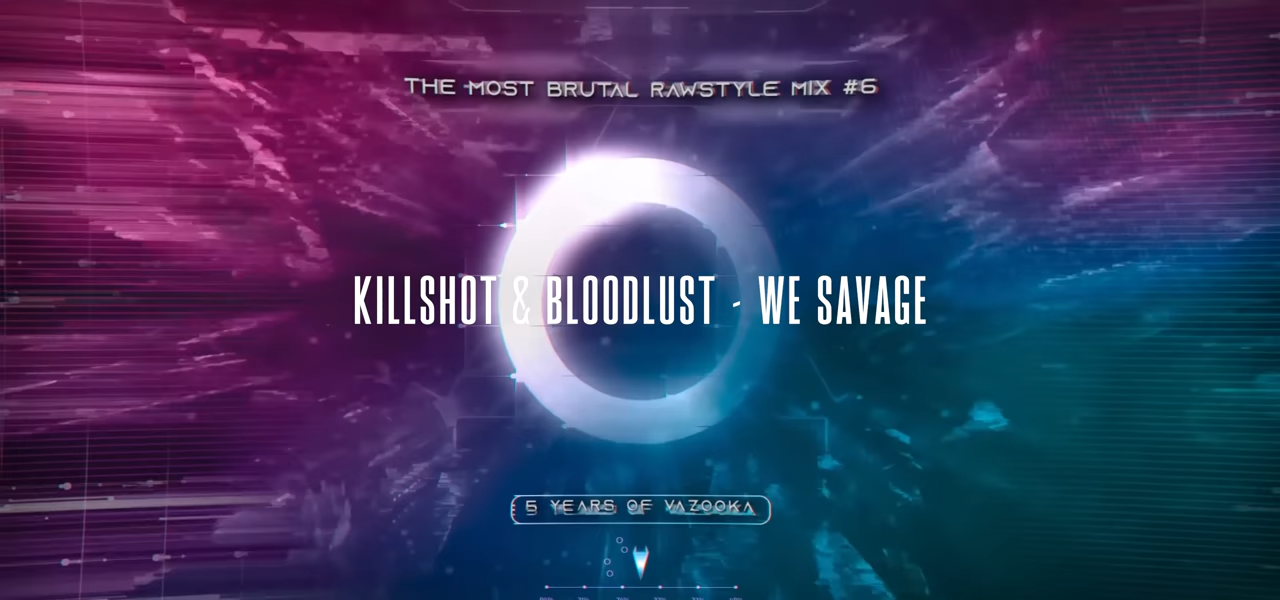 THE MOST BRUTAL RAWSTYLE MIX #6
KILLSHOT & BLOODLUST - WE SAVAGE
5 YEARS OF VAZOOKA